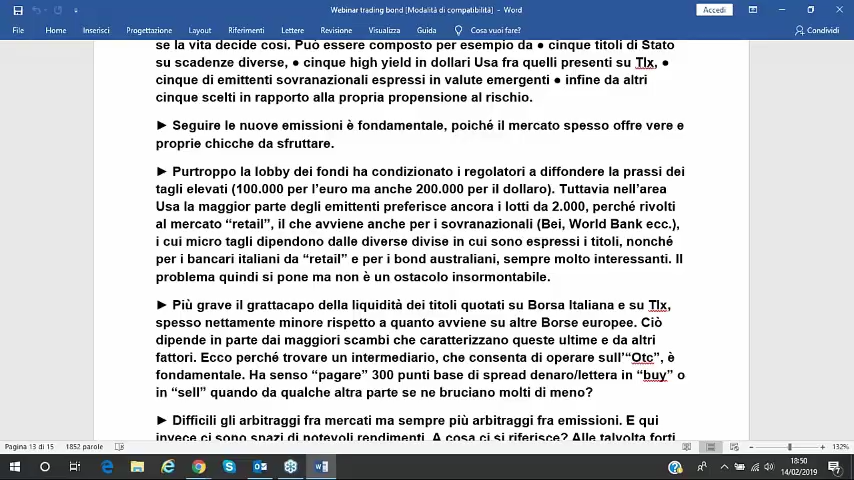 Webinar trading bond [Modalità di compatibilità] - Word
Accedi
File Home Inserisci Progettazione Layout Riferimenti Lettere Revisione Visualizza Guida Cosa vuoi fare? Condividi
se la vita decide così. Può essere composto per esempio da ● cinque titoli di Stato
su scadenze diverse, ● cinque high yield in dollari Usa fra quelli presenti su Tlx, ●
cinque di emittenti sovranazionali espressi in valute emergenti ● infine da altri
cinque scelti in rapporto alla propria propensione al rischio.
► Seguire le nuove emissioni è fondamentale, poiché il mercato spesso offre vere e
proprie chicche da sfruttare.
► Purtroppo la lobby dei fondi ha condizionato i regolatori a diffondere la prassi dei
tagli elevati (100.000 per l'euro ma anche 200.000 per il dollaro). Tuttavia nell'area
Usa la maggior parte degli emittenti preferisce ancora i lotti da 2.000, perché rivolti
al mercato “retail”, il che avviene anche per i sovranazionali (Bei, World Bank ecc.),
i cui micro tagli dipendono dalle diverse divise in cui sono espressi i titoli, nonché
per i bancari italiani da “retail” e per i bond australiani, sempre molto interessanti. Il
problema quindi si pone ma non è un ostacolo insormontabile.
► Più grave il grattacapo della liquidità dei titoli quotati su Borsa Italiana e su Tlx,
spesso nettamente minore rispetto a quanto avviene su altre Borse europee. Ciò
dipende in parte dai maggiori scambi che caratterizzano queste ultime e da altri
fattori. Ecco perché trovare un intermediario, che consenta di operare sull'“Otc”, è
fondamentale. Ha senso “pagare” 300 punti base di spread denaro/lettera in “buy” o
in “sell” quando da qualche altra parte se ne bruciano molti di meno?
► Difficili gli arbitraggi fra mercati ma sempre più arbitraggi fra emissioni. E qui
invece ci sono spazi di notevoli rendimenti. A cosa ci si riferisce? Alle talvolta forti
Pagina 13 di 15 1852 parole 132%
18:50
14/02/2019